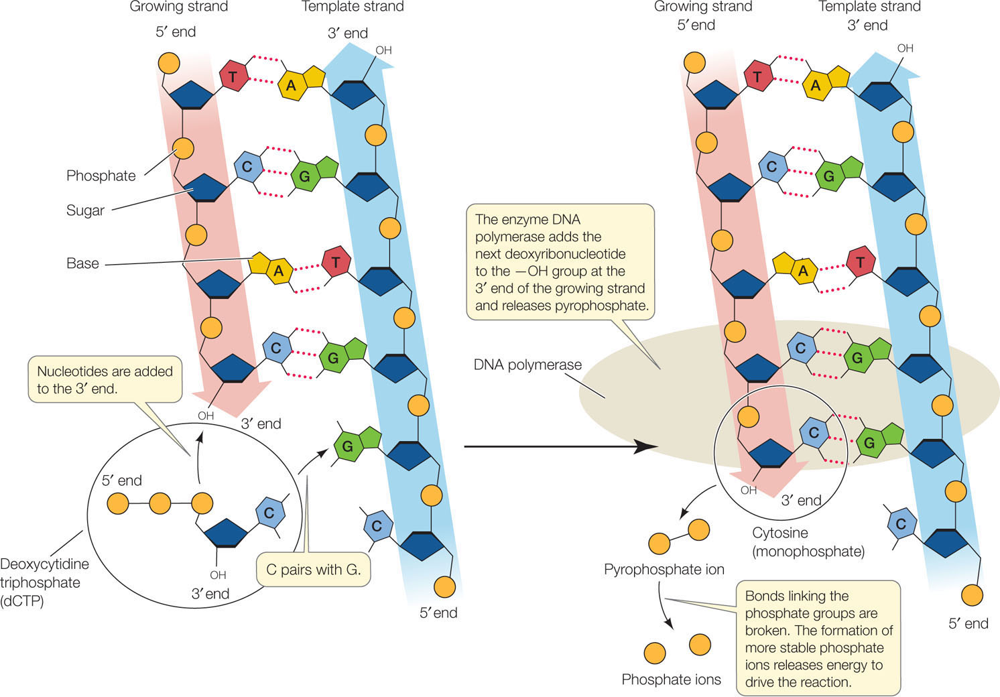 Growing strand
Template strand
5′ end
3′ end
OH
T
A
Phosphate
C
G
Sugar
Base
A
T
C
G
Nucleotides are added
to the 3′ end.
OH
3′ end
G
5′ end
C
C
Deoxycytidine
triphosphate
(dCTP)
OH
3′ end
C pairs with G.
5′ end
Growing strand
Template strand
5′ end
3′ end
OH
T
A
C
G
The enzyme DNA
polymerase adds the
next deoxyribonucleotide
to the —OH group at the
3′ end of the growing strand
and releases pyrophosphate.
A
T
DNA polymerase
C
G
C
G
OH
3′ end
C
Cytosine
(monophosphate)
Pyrophosphate ion
Bonds linking the
phosphate groups are
broken. The formation of
more stable phosphate
ions releases energy to
drive the reaction.
Phosphate ions
5′ end